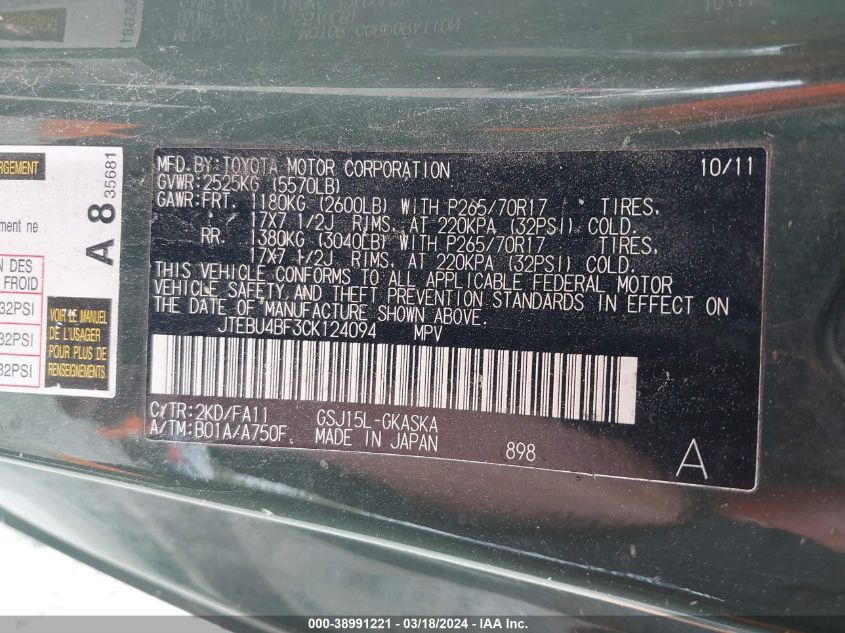 ARGEMENT
A 8 35681
ment ne
N DES
FROID
32PSI
32PSI
32PSI
VOIR LE MANUEL
DE L'USAGER
POUR PLUS DE
RENSEIGNEMENTS
MFD. BY: TOYOTA MOTOR CORPORATION 10/11
GVWR: 2525KG (5570LB)
GAWR: FRT. 1180KG (2600LB) WITH P265/70R17 TIRES,
17X7 1/2J RIMS, AT 220KPA (32PSI) COLD.
RR. 1380KG (3040LB) WITH P265/70R17 TIRES,
17X7 1/2J RIMS, AT 220KPA (32PSI) COLD.
THIS VEHICLE CONFORMS TO ALL APPLICABLE FEDERAL MOTOR
VEHICLE SAFETY, AND THEFT PREVENTION STANDARDS IN EFFECT ON
THE DATE OF MANUFACTURE SHOWN ABOVE.
JTEBU4BF3CK124094 MPV
C/TR: 2KD/FA11 GSJ15L-GKASKA
A/TM: B01A/A750F MADE IN JAPAN 898 A
000-38991221 - 03/18/2024 - IAA Inc.